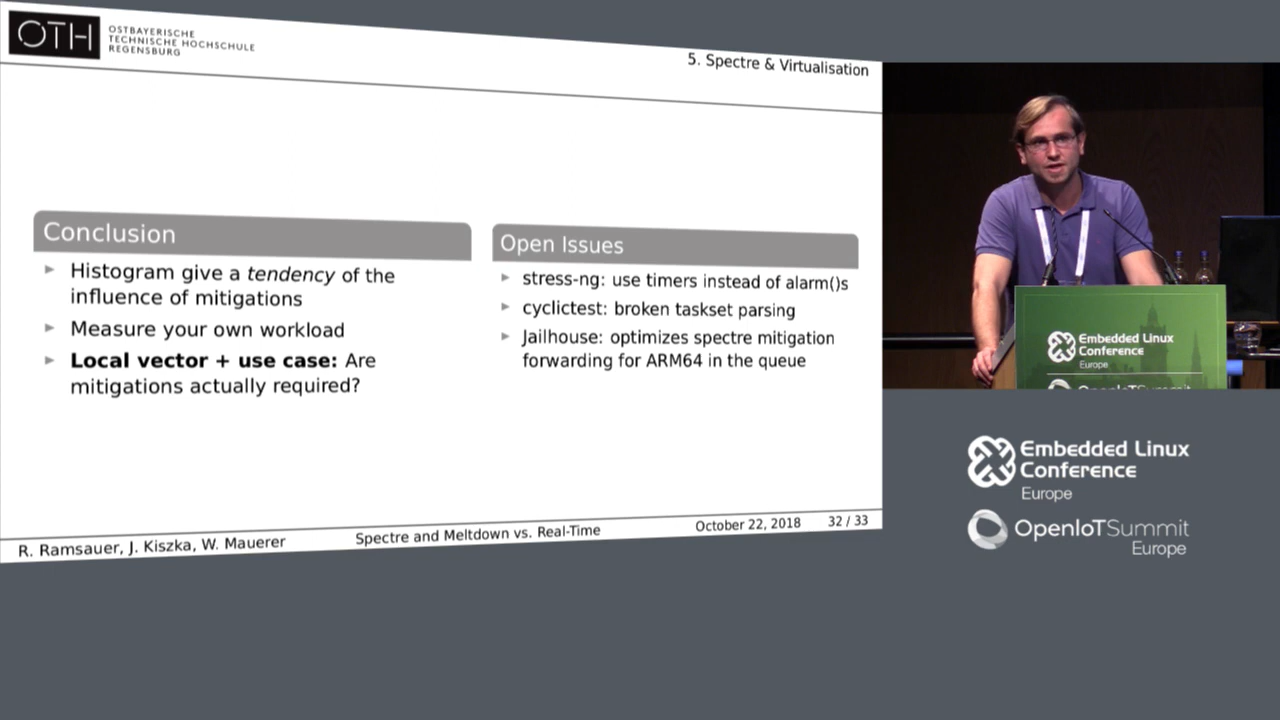 OTH
OSTBAYERISCHE
TECHNISCHE HOCHSCHULE
REGENSBURG
5. Spectre & Virtualisation
Conclusion
Histogram give a tendency of the
influence of mitigations
Measure your own workload
Local vector + use case: Are
mitigations actually required?
Open Issues
stress-ng: use timers instead of alarm()s
cyclictest: broken taskset parsing
Jailhouse: optimizes spectre mitigation
forwarding for ARM64 in the queue
R. Ramsauer, J. Kiszka, W. Mauerer
Spectre and Meltdown vs. Real-Time
October 22, 2018
32 / 33
Embedded Linux
Conference
Europe
OpenIoTSummit
Embedded Linux
Conference
Europe
OpenIoTSummit
Europe